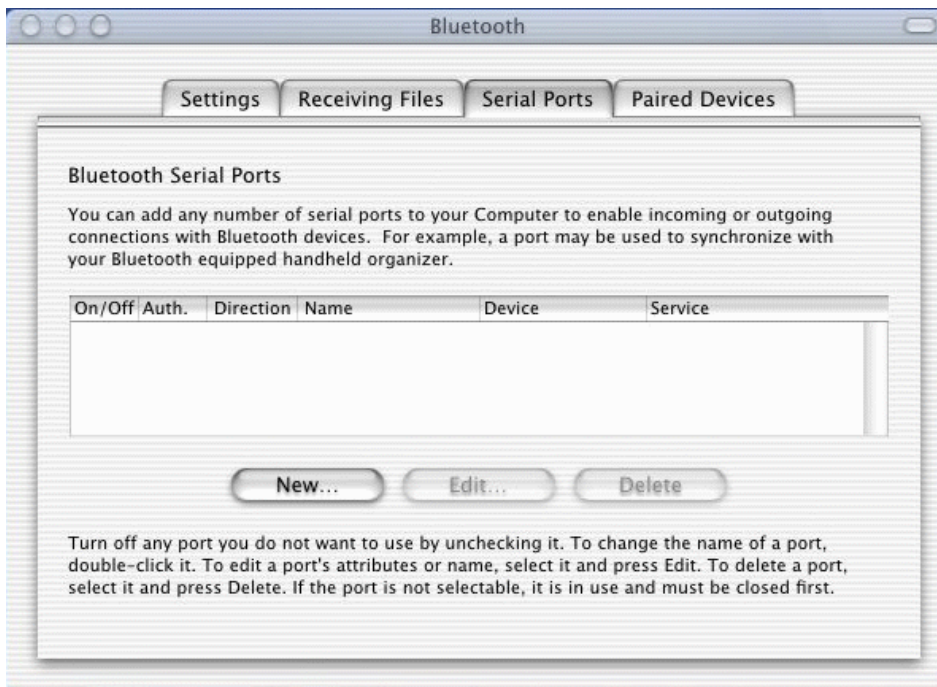 Bluetooth
Settings Receiving Files Serial Ports Paired Devices
Bluetooth Serial Ports
You can add any number of serial ports to your Computer to enable incoming or outgoing
connections with Bluetooth devices.  For example, a port may be used to synchronize with
your Bluetooth equipped handheld organizer.
On/Off Auth. Direction Name Device Service
New... Edit... Delete
Turn off any port you do not want to use by unchecking it. To change the name of a port,
double-click it. To edit a port's attributes or name, select it and press Edit. To delete a port,
select it and press Delete. If the port is not selectable, it is in use and must be closed first.